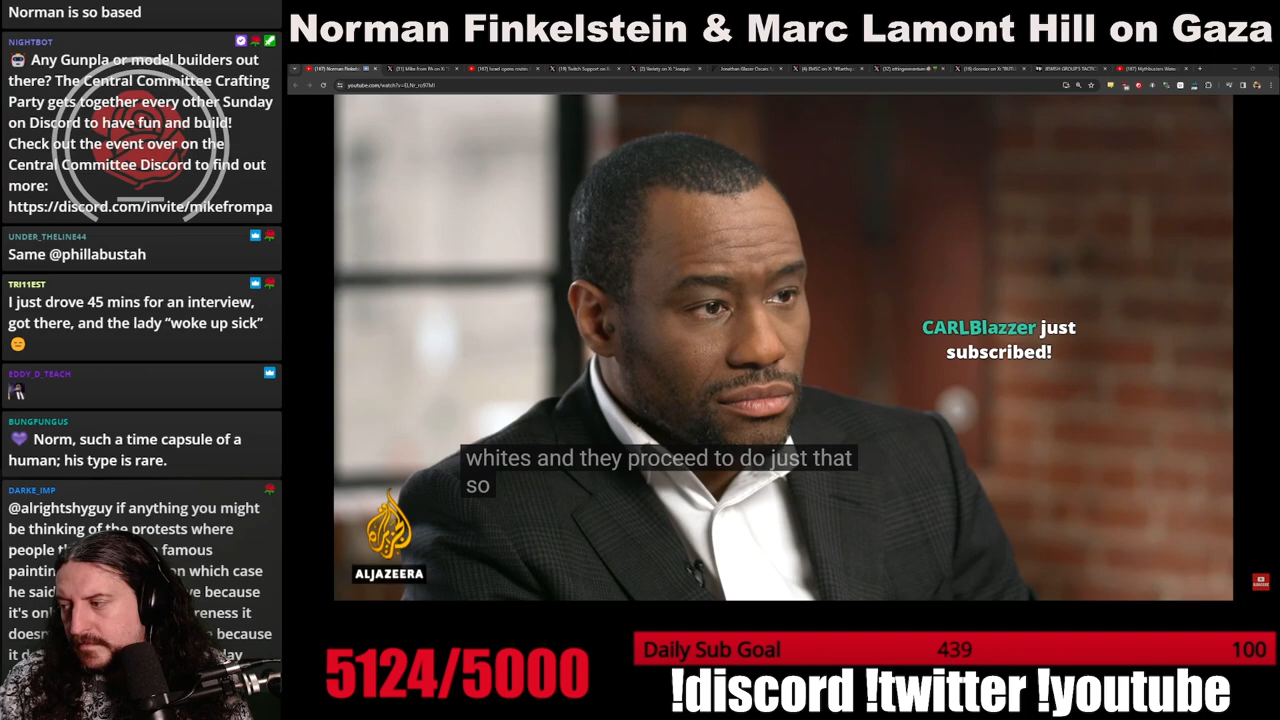 Norman is so based
NIGHTBOT
Any Gunpla or model builders out
there? The Central Committee Crafting
Party gets together every other Sunday
on Discord to have fun and build!
Check out the event over on the
Central Committee Discord to find out
more:
https://discord.com/invite/mikefrompa
UNDER_THELINE44
Same @phillabustah
TRI11EST
I just drove 45 mins for an interview,
got there, and the lady “woke up sick”
EDDY_D_TEACH
BUNGFUNGUS
Norm, such a time capsule of a
human; his type is rare.
DARKE_IMP
@alrightshyguy if anything you might
be thinking of the protests where
people famous
which case
he said because
it's
because
Norman Finkelstein & Marc Lamont Hill on Gaza
CARLBlazzer just
subscribed!
whites and they proceed to do just that
so
ALJAZEERA
5124/5000
Daily Sub Goal 439 100
!discord !twitter !youtube